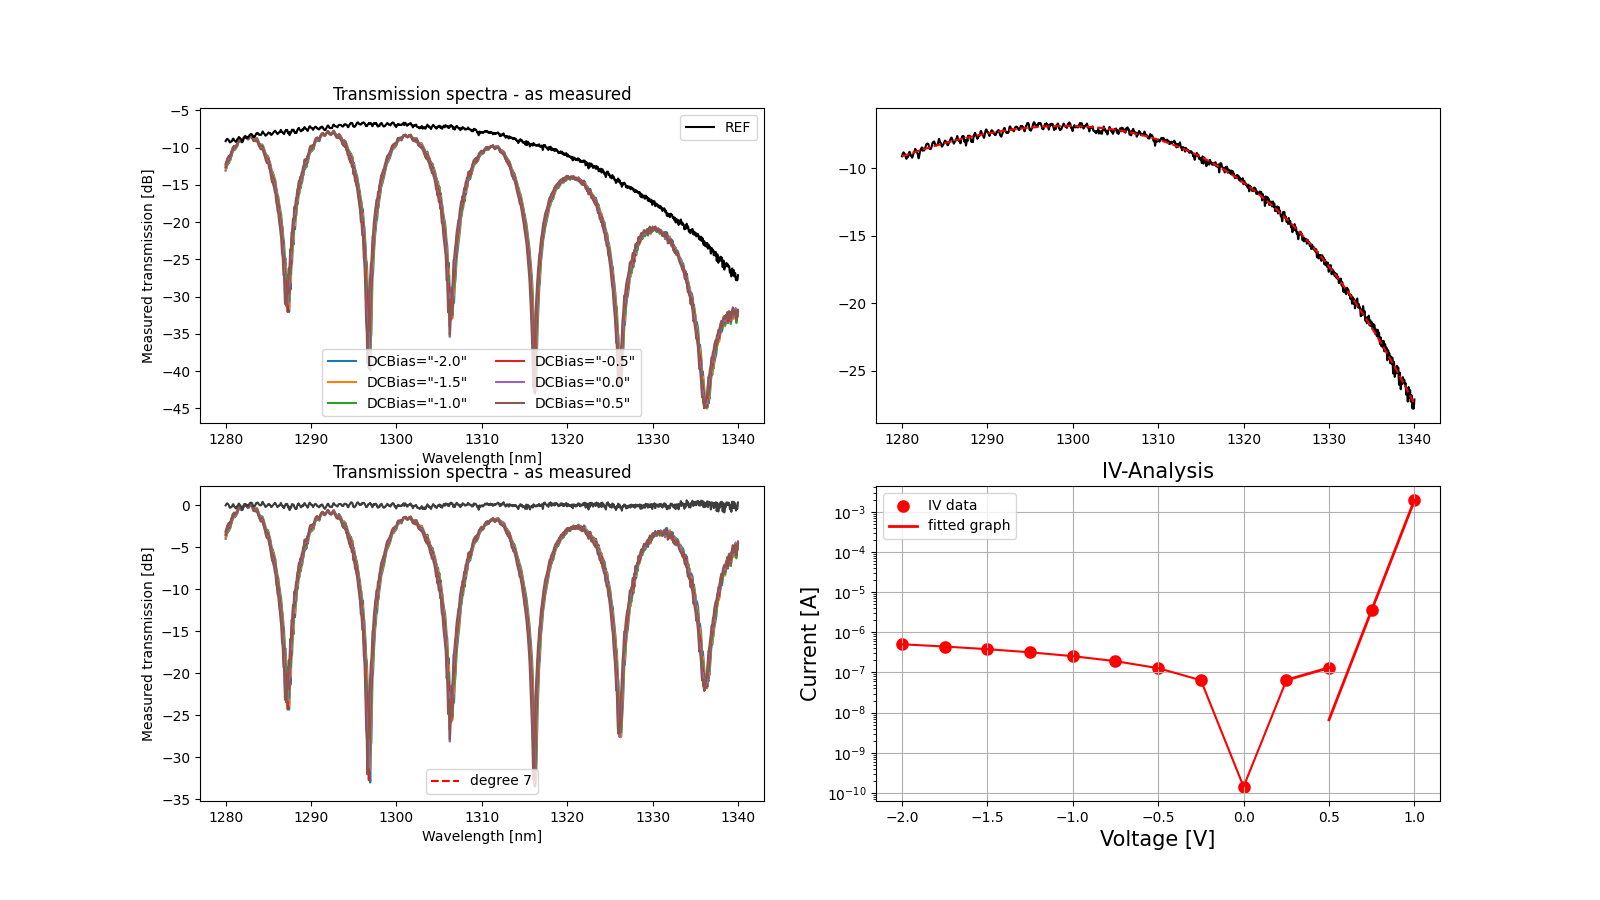 Transmission spectra - as measured
Measured transmission [dB]
−5
−10
−15
−20
−25
−30
−35
−40
−45
REF
DCBias="-2.0"
DCBias="-1.5"
DCBias="-1.0"
DCBias="-0.5"
DCBias="0.0"
DCBias="0.5"
1280 1290 1300 1310 1320 1330 1340
Wavelength [nm]
−10
−15
−20
−25
1280 1290 1300 1310 1320 1330 1340
Transmission spectra - as measured
Measured transmission [dB]
0
−5
−10
−15
−20
−25
−30
−35
degree 7
1280 1290 1300 1310 1320 1330 1340
Wavelength [nm]
IV-Analysis
Current [A]
IV data
fitted graph
10⁻³
10⁻⁴
10⁻⁵
10⁻⁶
10⁻⁷
10⁻⁸
10⁻⁹
10⁻¹⁰
−2.0 −1.5 −1.0 −0.5 0.0 0.5 1.0
Voltage [V]